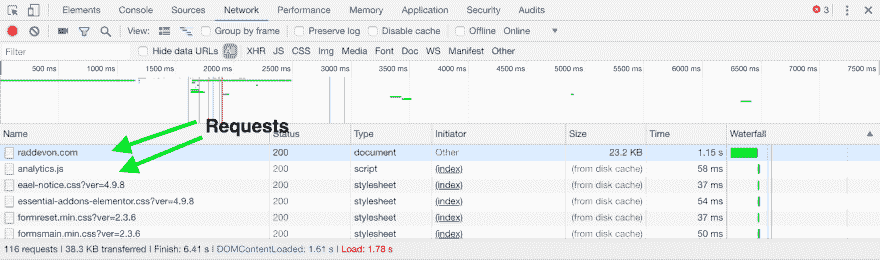 Elements Console Sources Network Performance Memory Application Security Audits 3
View: Group by frame Preserve log Disable cache Offline Online
Filter Hide data URLs All XHR JS CSS Img Media Font Doc WS Manifest Other
500 ms 1000 ms 1500 ms 2000 ms 2500 ms 3000 ms 3500 ms 4000 ms 4500 ms 5000 ms 5500 ms 6000 ms 6500 ms 7000 ms 7500 ms
Requests
Name Status Type Initiator Size Time Waterfall
raddevon.com 200 document Other 23.2 KB 1.15 s
analytics.js 200 script (index) (from disk cache) 58 ms
eael-notice.css?ver=4.9.8 200 stylesheet (index) (from disk cache) 37 ms
essential-addons-elementor.css?ver=4.9.8 200 stylesheet (index) (from disk cache) 54 ms
formreset.min.css?ver=2.3.6 200 stylesheet (index) (from disk cache) 37 ms
formsmain.min.css?ver=2.3.6 200 stylesheet (index) (from disk cache) 50 ms
116 requests | 38.3 KB transferred | Finish: 6.41 s | DOMContentLoaded: 1.61 s | Load: 1.78 s